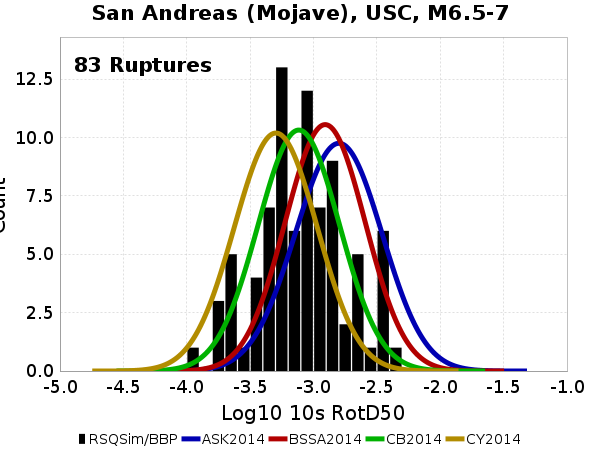 San Andreas (Mojave), USC, M6.5-7
83 Ruptures
12.5
10.0
7.5
5.0
2.5
0.0
Count
-5.0 -4.5 -4.0 -3.5 -3.0 -2.5 -2.0 -1.5 -1.0
Log10 10s RotD50
RSQSim/BBP ASK2014 BSSA2014 CB2014 CY2014